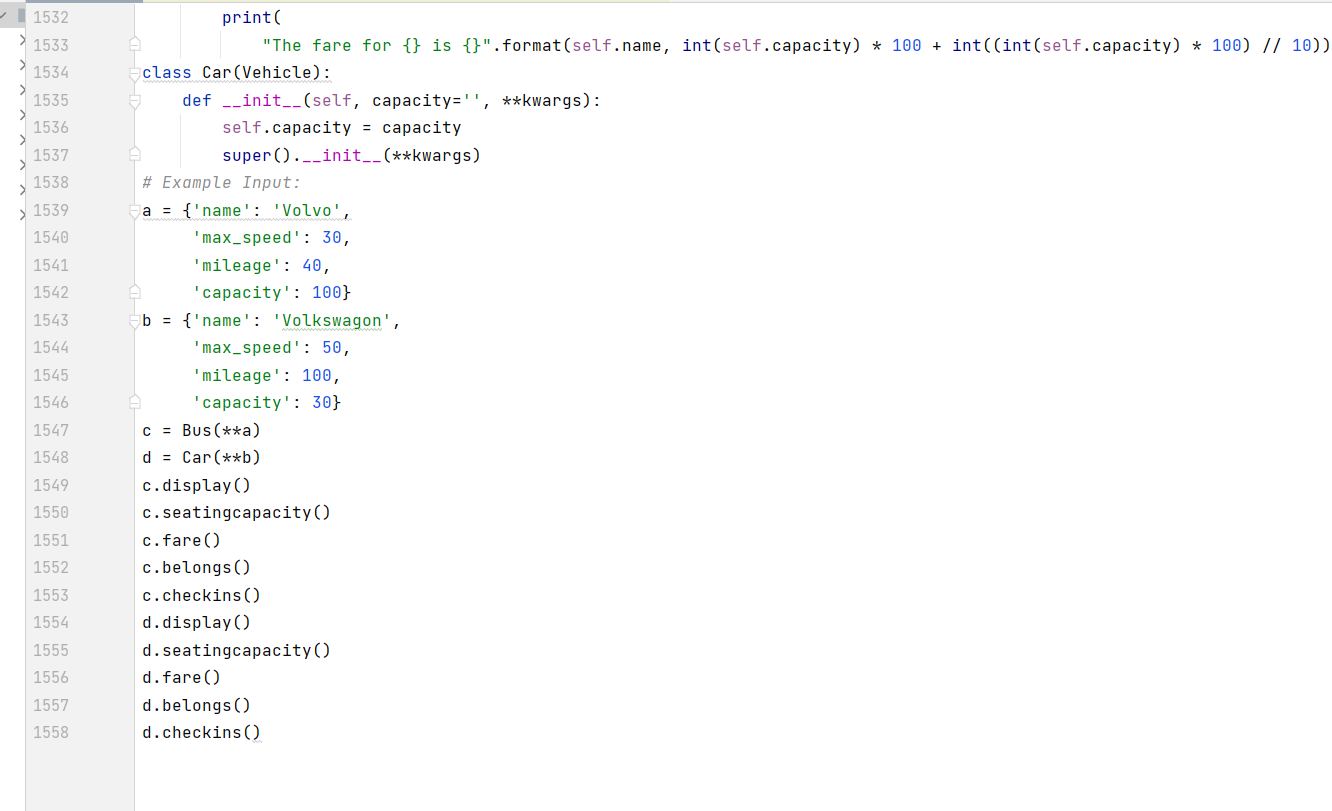 1532         print(
1533             "The fare for {} is {}".format(self.name, int(self.capacity) * 100 + int((int(self.capacity) * 100) // 10))
1534 class Car(Vehicle):
1535     def __init__(self, capacity='', **kwargs):
1536         self.capacity = capacity
1537         super().__init__(**kwargs)
1538 # Example Input:
1539 a = {'name': 'Volvo',
1540      'max_speed': 30,
1541      'mileage': 40,
1542      'capacity': 100}
1543 b = {'name': 'Volkswagon',
1544      'max_speed': 50,
1545      'mileage': 100,
1546      'capacity': 30}
1547 c = Bus(**a)
1548 d = Car(**b)
1549 c.display()
1550 c.seatingcapacity()
1551 c.fare()
1552 c.belongs()
1553 c.checkins()
1554 d.display()
1555 d.seatingcapacity()
1556 d.fare()
1557 d.belongs()
1558 d.checkins()